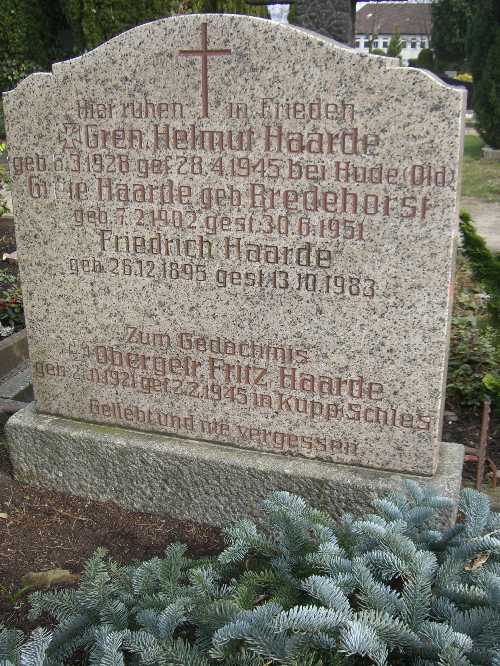 Hier ruhen in Frieden
Gren. Helmut Haarde
geb. 3.1928 gef. 28.4.1945 bei Hude (Old)
Haarde geb. Bredehorst
geb. 7.2.1902 gest. 30.6.1951
Friedrich Haarde
geb. 26.12.1895 gest. 13.10.1983
Zum Gedächtnis
Obergefr. Fritz Haarde
1921 gef. 2.2.1945 in Kupp Schles
Geliebt und nie vergessen